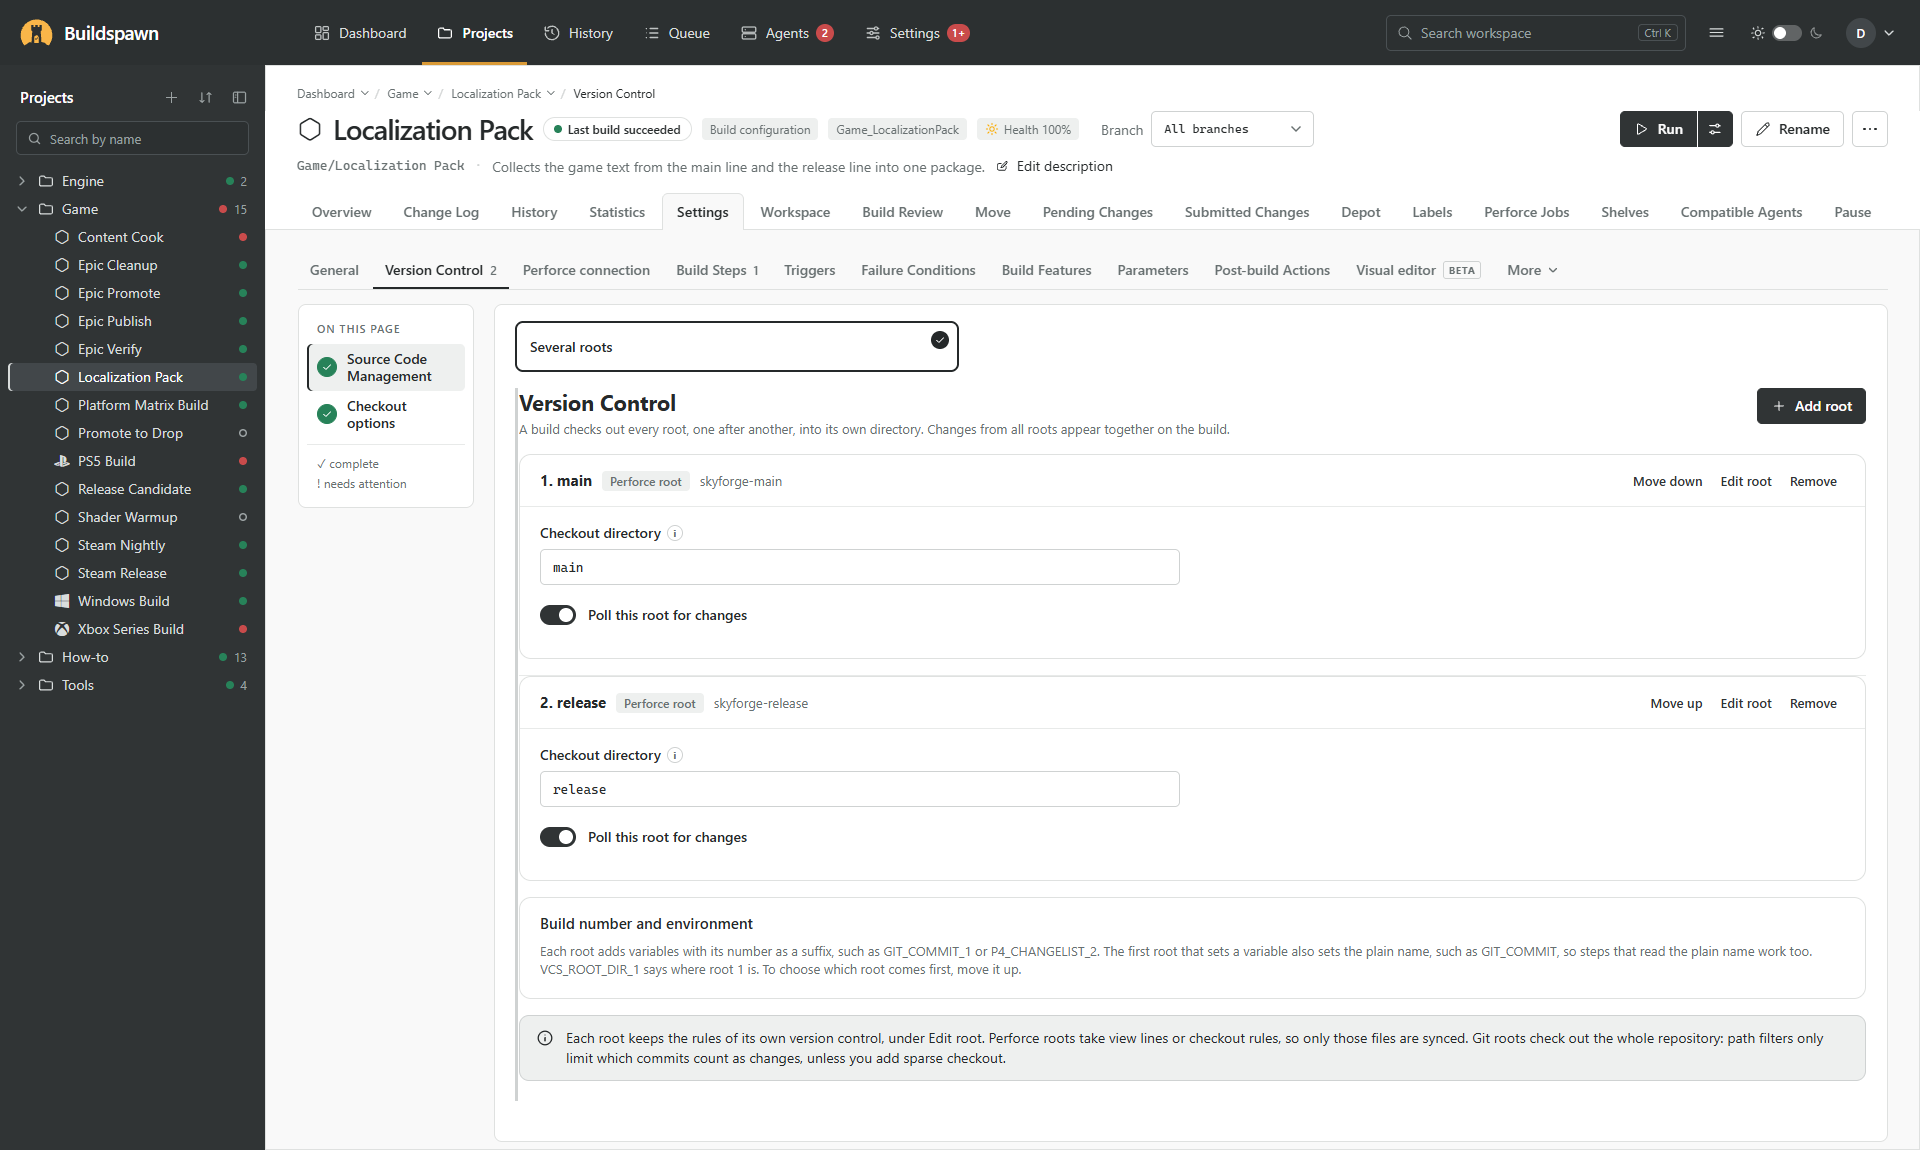 Buildspawn
Dashboard
Projects
History
Queue
Agents 2
Settings 1+
Search workspace Ctrl K
D
Projects
Search by name
Engine 2
Game 15
Content Cook
Epic Cleanup
Epic Promote
Epic Publish
Epic Verify
Localization Pack
Platform Matrix Build
Promote to Drop
PS5 Build
Release Candidate
Shader Warmup
Steam Nightly
Steam Release
Windows Build
Xbox Series Build
How-to 13
Tools 4
Dashboard / Game / Localization Pack / Version Control
Localization Pack Last build succeeded Build configuration Game_LocalizationPack Health 100% Branch All branches
Run Rename ...
Game/Localization Pack · Collects the game text from the main line and the release line into one package. Edit description
Overview Change Log History Statistics Settings Workspace Build Review Move Pending Changes Submitted Changes Depot Labels Perforce Jobs Shelves Compatible Agents Pause
General Version Control 2 Perforce connection Build Steps 1 Triggers Failure Conditions Build Features Parameters Post-build Actions Visual editor BETA More
ON THIS PAGE
Source Code
Management
Checkout
options
✓ complete
! needs attention
Several roots
Version Control
Add root
A build checks out every root, one after another, into its own directory. Changes from all roots appear together on the build.
1. main Perforce root skyforge-main Move down Edit root Remove
Checkout directory i
main
Poll this root for changes
2. release Perforce root skyforge-release Move up Edit root Remove
Checkout directory i
release
Poll this root for changes
Build number and environment
Each root adds variables with its number as a suffix, such as GIT_COMMIT_1 or P4_CHANGELIST_2. The first root that sets a variable also sets the plain name, such as GIT_COMMIT, so steps that read the plain name work too.
VCS_ROOT_DIR_1 says where root 1 is. To choose which root comes first, move it up.
Each root keeps the rules of its own version control, under Edit root. Perforce roots take view lines or checkout rules, so only those files are synced. Git roots check out the whole repository: path filters only
limit which commits count as changes, unless you add sparse checkout.